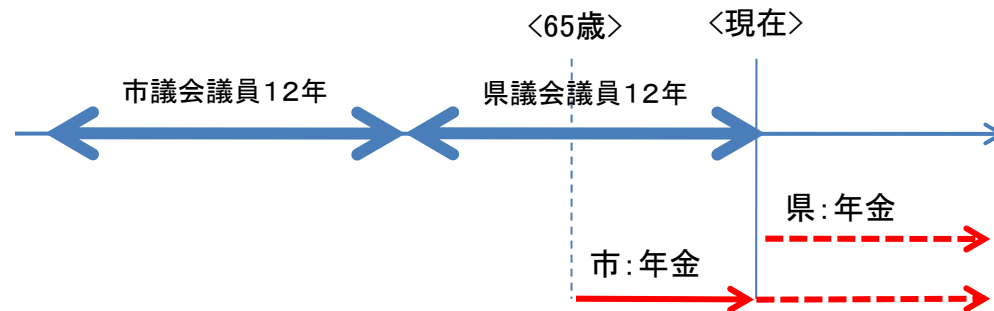 <65歳>
<現在>
市議会議員12年
県議会議員12年
県:年金
市:年金